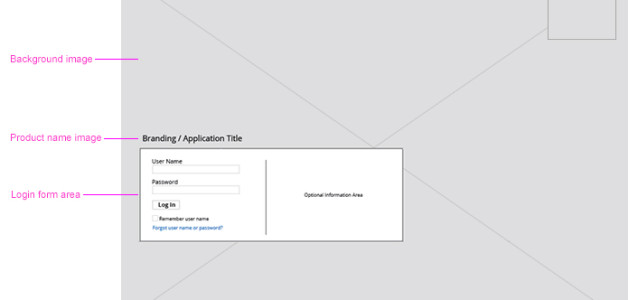 Background image
Product name image
Branding / Application Title
User Name
Password
Login form area
Optional Information Area
Log In
Remember user name
Forgot user name or password?